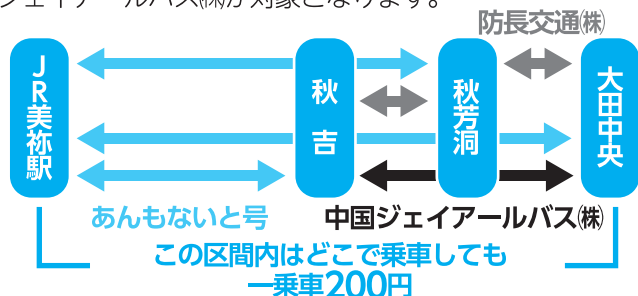 ジェイアールバス㈱が対象となります。
防長交通㈱
JR美祢駅
秋吉
秋芳洞
大田中央
あんもないと号
中国ジェイアールバス㈱
この区間内はどこで乗車しても
一乗車200円